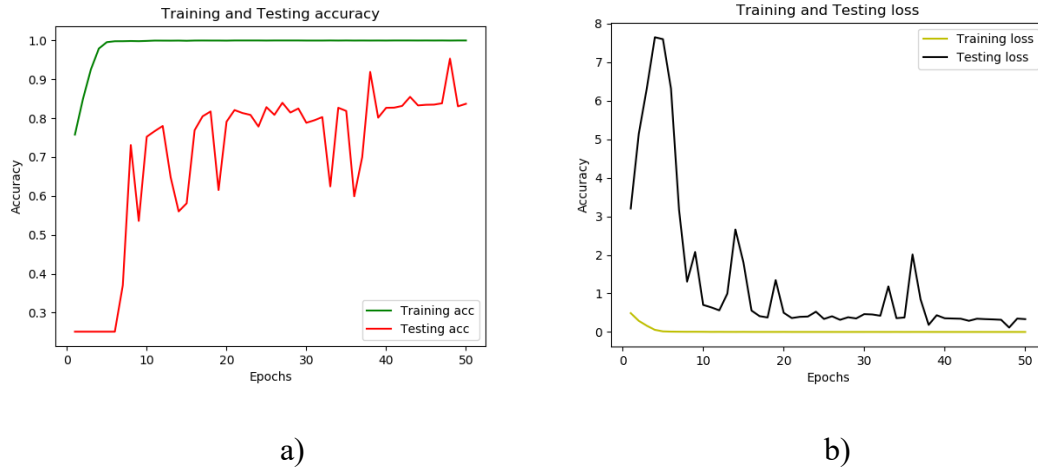 Training and Testing accuracy
1.0
0.9
0.8
0.7
0.6
0.5
0.4
0.3
Accuracy
0
10
20
30
40
50
Epochs
Training acc
Testing acc
a)
Training and Testing loss
8
7
6
5
4
3
2
1
0
Accuracy
0
10
20
30
40
50
Epochs
Training loss
Testing loss
b)